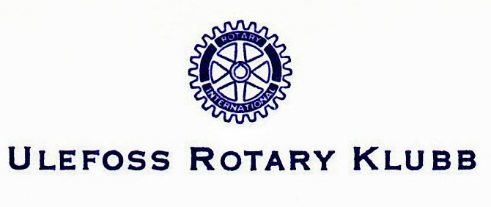 ROTARY
INTERNATIONAL
ULEFOSS ROTARY KLUBB